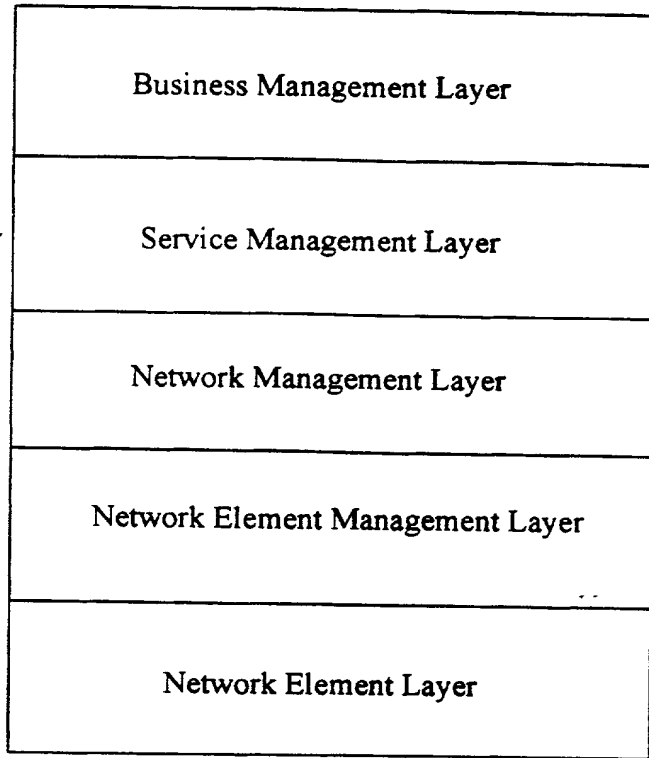 Business Management Layer
Service Management Layer
Network Management Layer
Network Element Management Layer
Network Element Layer